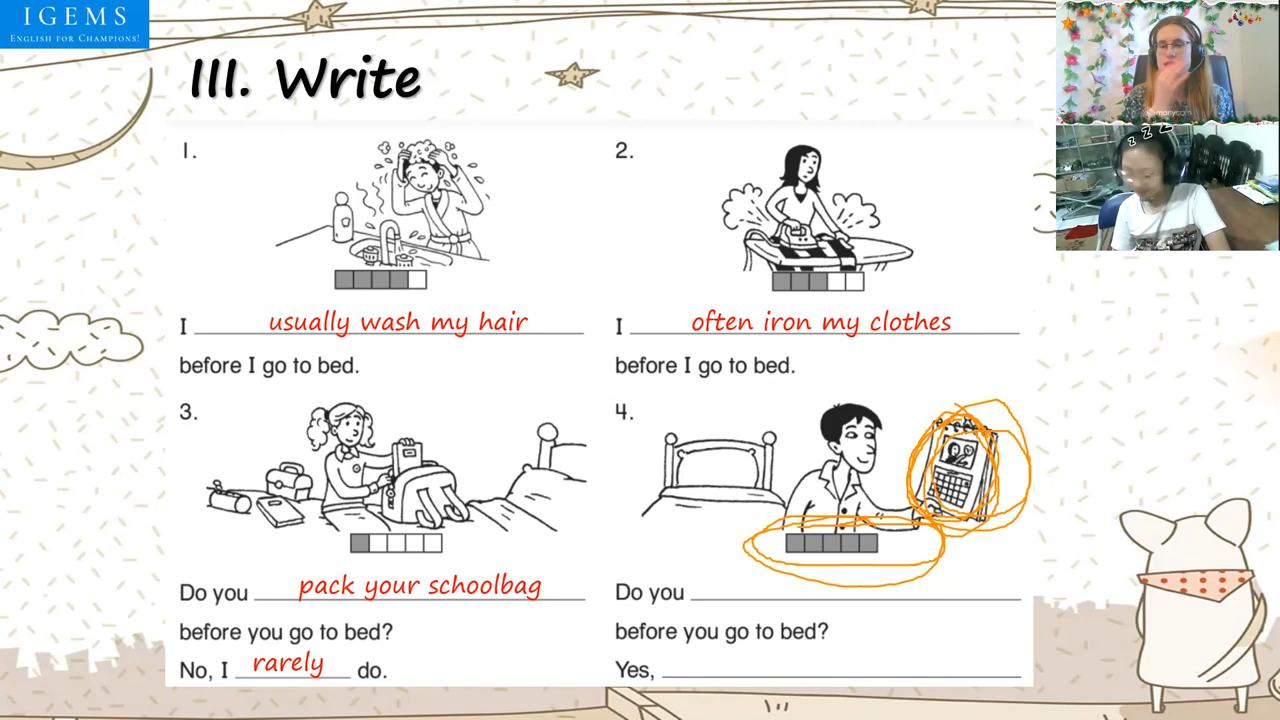 IGEMS
ENGLISH FOR CHAMPIONS!
III. Write
1.
I usually wash my hair
before I go to bed.
2.
I often iron my clothes
before I go to bed.
3.
Do you pack your schoolbag
before you go to bed?
No, I rarely do.
4.
Do you
before you go to bed?
Yes,
manycam
z z z